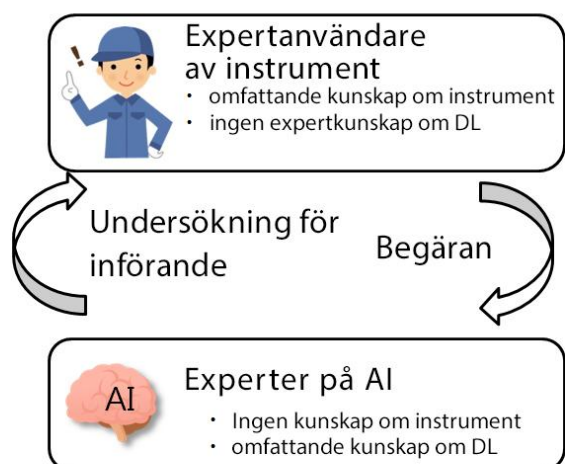 Expertanvändare
av instrument
・ omfattande kunskap om instrument
・ ingen expertkunskap om DL
Undersökning för
införande
Begäran
AI
Experter på AI
・ Ingen kunskap om instrument
・ omfattande kunskap om DL